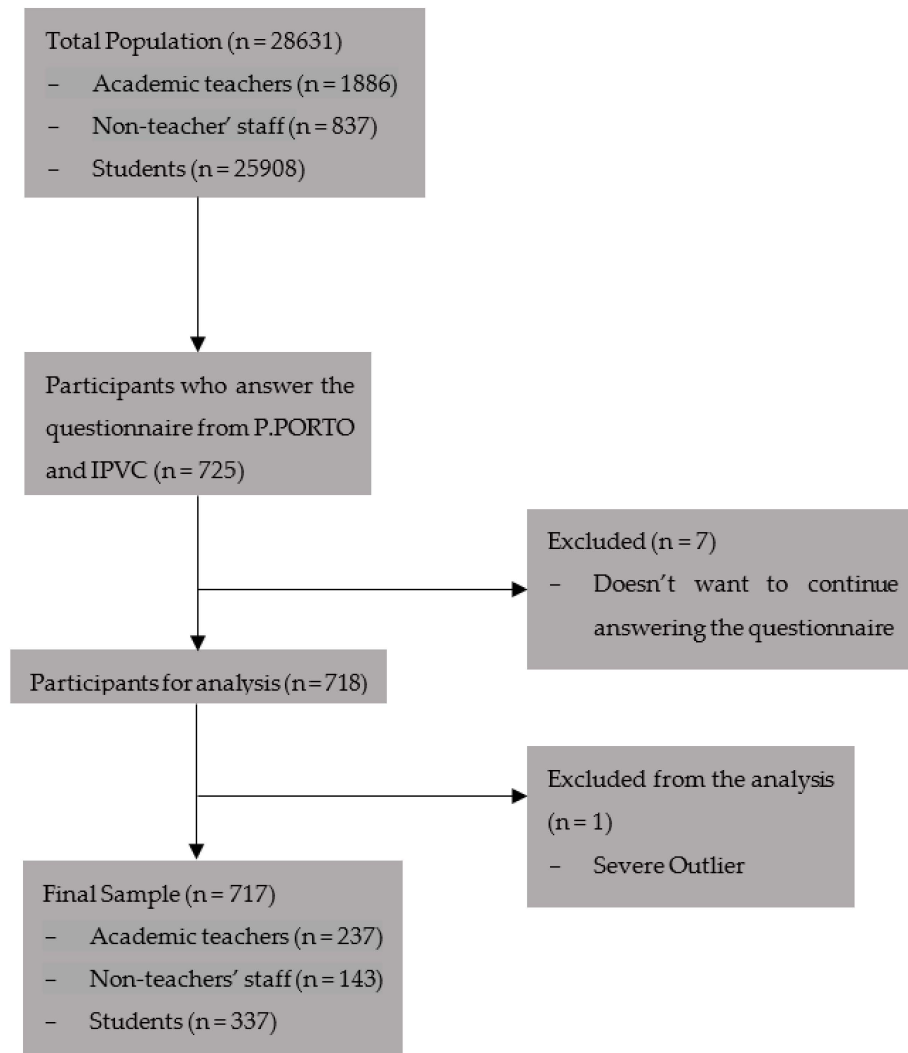 Total Population (n = 28631)
– Academic teachers (n = 1886)
– Non-teacher’ staff (n = 837)
– Students (n = 25908)
Participants who answer the
questionnaire from P.PORTO
and IPVC (n = 725)
Excluded (n = 7)
– Doesn’t want to continue
answering the questionnaire
Participants for analysis (n = 718)
Excluded from the analysis
(n = 1)
– Severe Outlier
Final Sample (n = 717)
– Academic teachers (n = 237)
– Non-teachers’ staff (n = 143)
– Students (n = 337)